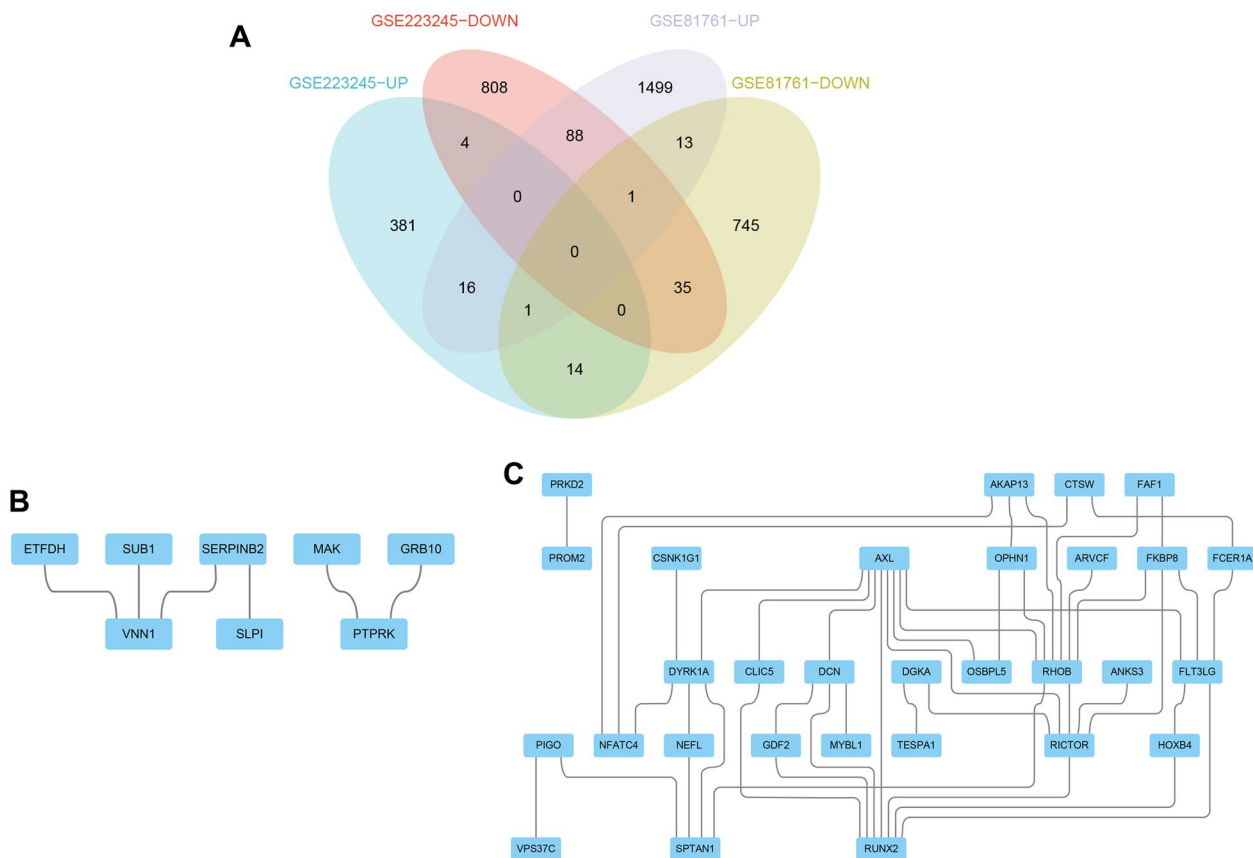 A
GSE223245−DOWN
GSE81761−UP
GSE223245−UP
GSE81761−DOWN
808
1499
4
88
13
0
1
381
745
0
16
35
1
0
14
B
ETFDH
SUB1
SERPINB2
MAK
GRB10
VNN1
SLPI
PTPRK
C
PRKD2
AKAP13
CTSW
FAF1
PROM2
CSNK1G1
AXL
OPHN1
ARVCF
FKBP8
FCER1A
DYRK1A
CLIC5
DCN
DGKA
OSBPL5
RHOB
ANKS3
FLT3LG
PIGO
NFATC4
NEFL
GDF2
MYBL1
TESPA1
RICTOR
HOXB4
VPS37C
SPTAN1
RUNX2